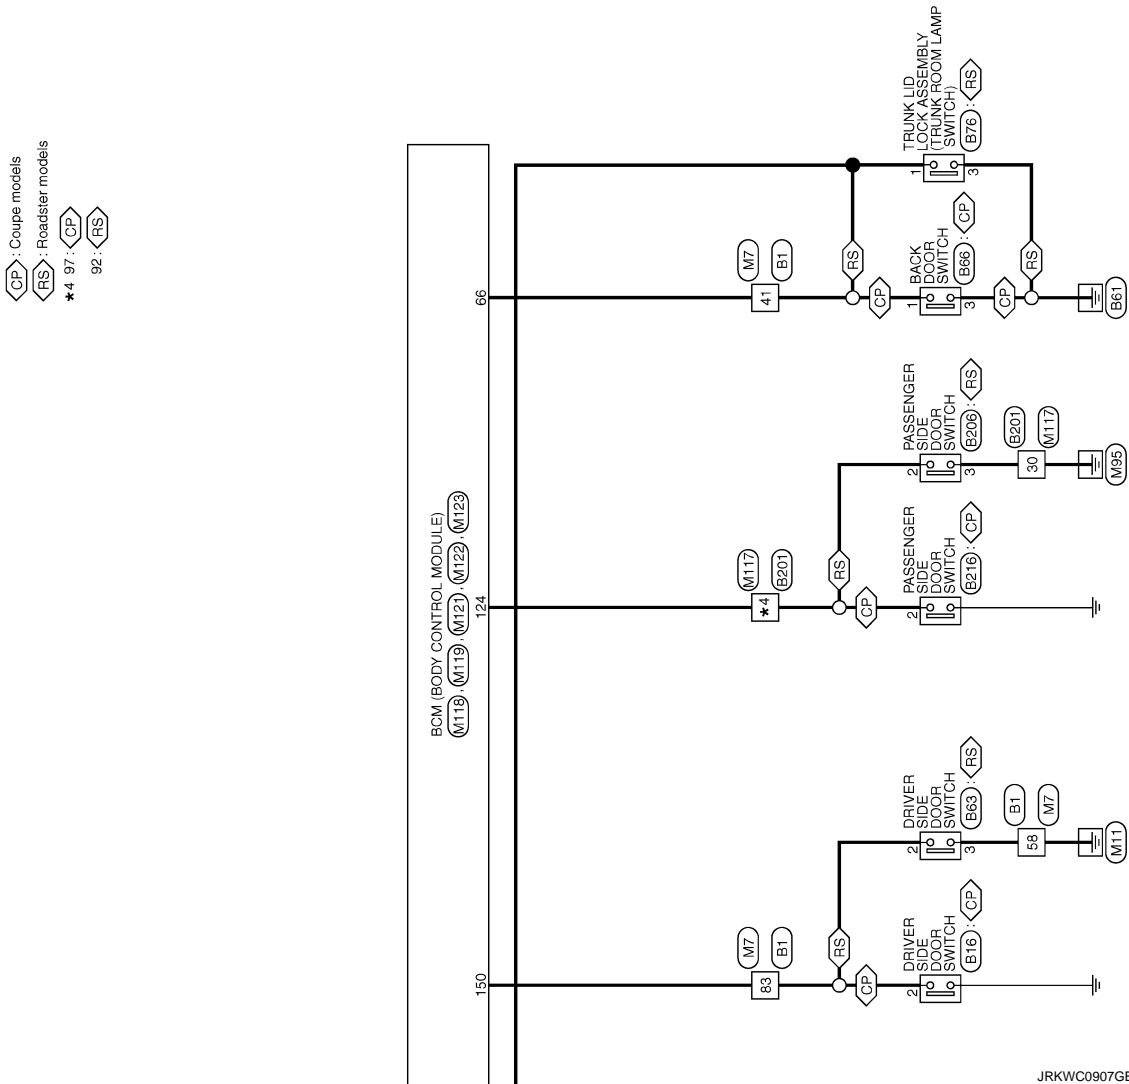 CP : Coupe models
RS : Roadster models
*4 97 : CP
92 : RS
BCM (BODY CONTROL MODULE)
M118 , M119 , M121 , M122 , M123
66
M7
B1
41
RS
CP
TRUNK LID
LOCK ASSEMBLY
(TRUNK ROOM LAMP
SWITCH)
B76 : RS
1
3
BACK
DOOR
SWITCH
B66 : CP
1
3
CP
RS
B61
124
M117
B201
*4
RS
CP
PASSENGER
SIDE
DOOR
SWITCH
B206 : RS
2
3
B201
M117
30
M95
PASSENGER
SIDE
DOOR
SWITCH
B216 : CP
2
150
M7
B1
83
RS
CP
DRIVER
SIDE
DOOR
SWITCH
B63 : RS
2
3
B1
M7
58
M11
DRIVER
SIDE
DOOR
SWITCH
B16 : CP
2
JRKWC0907GE